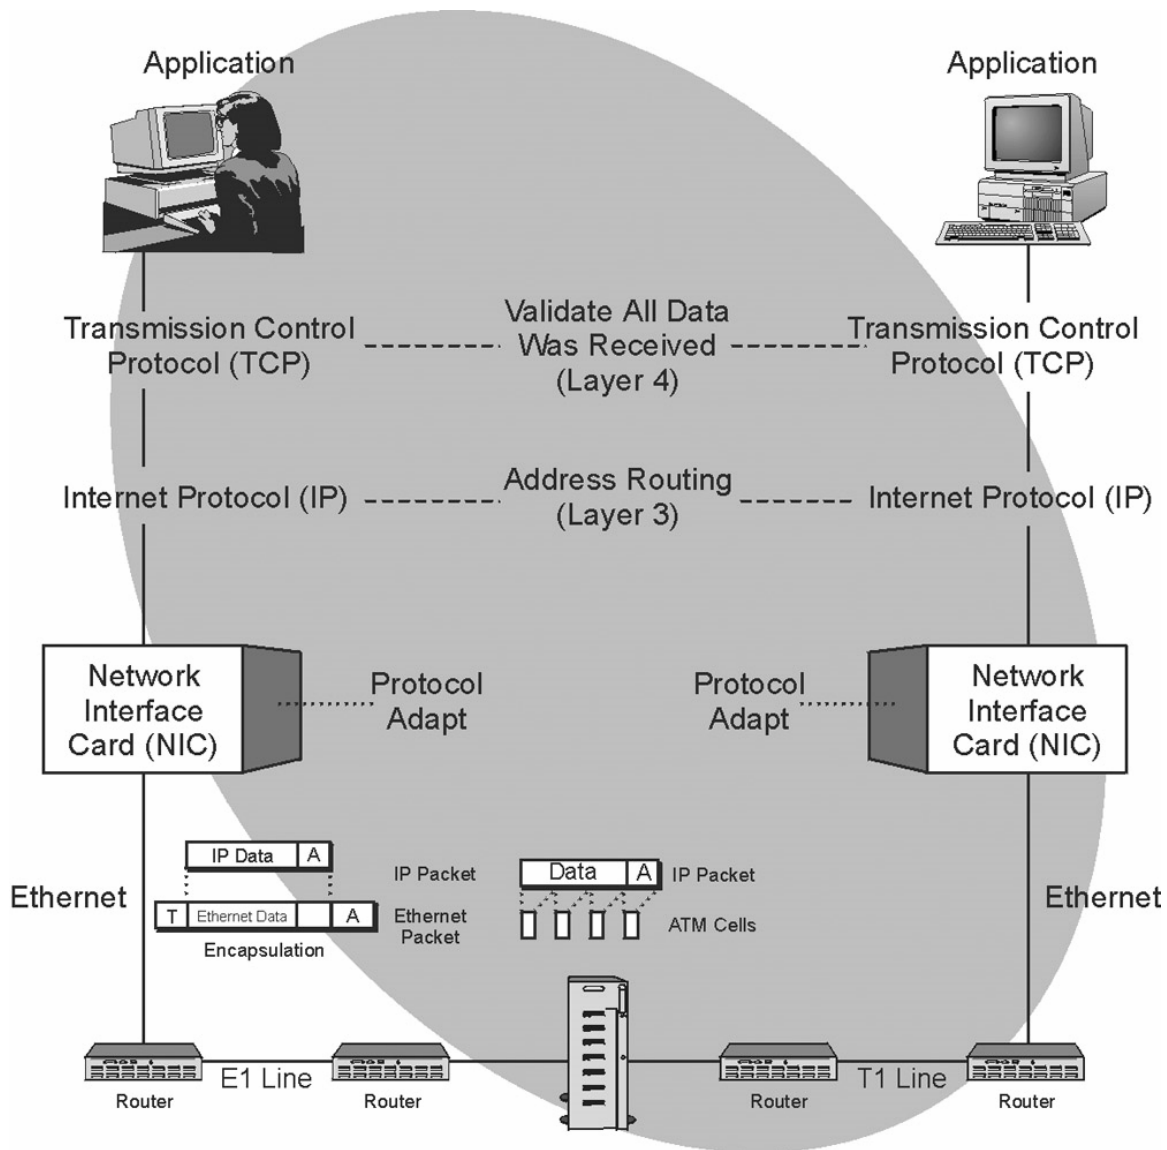 Application
Application
Transmission Control
Protocol (TCP)
Validate All Data
Was Received
(Layer 4)
Transmission Control
Protocol (TCP)
Internet Protocol (IP)
Address Routing
(Layer 3)
Internet Protocol (IP)
Network
Interface
Card (NIC)
Protocol
Adapt
Protocol
Adapt
Network
Interface
Card (NIC)
IP Data A
IP Packet
Data A
IP Packet
Ethernet
T Ethernet Data A
Ethernet
Packet
ATM Cells
Ethernet
Encapsulation
E1 Line
T1 Line
Router
Router
Router
Router